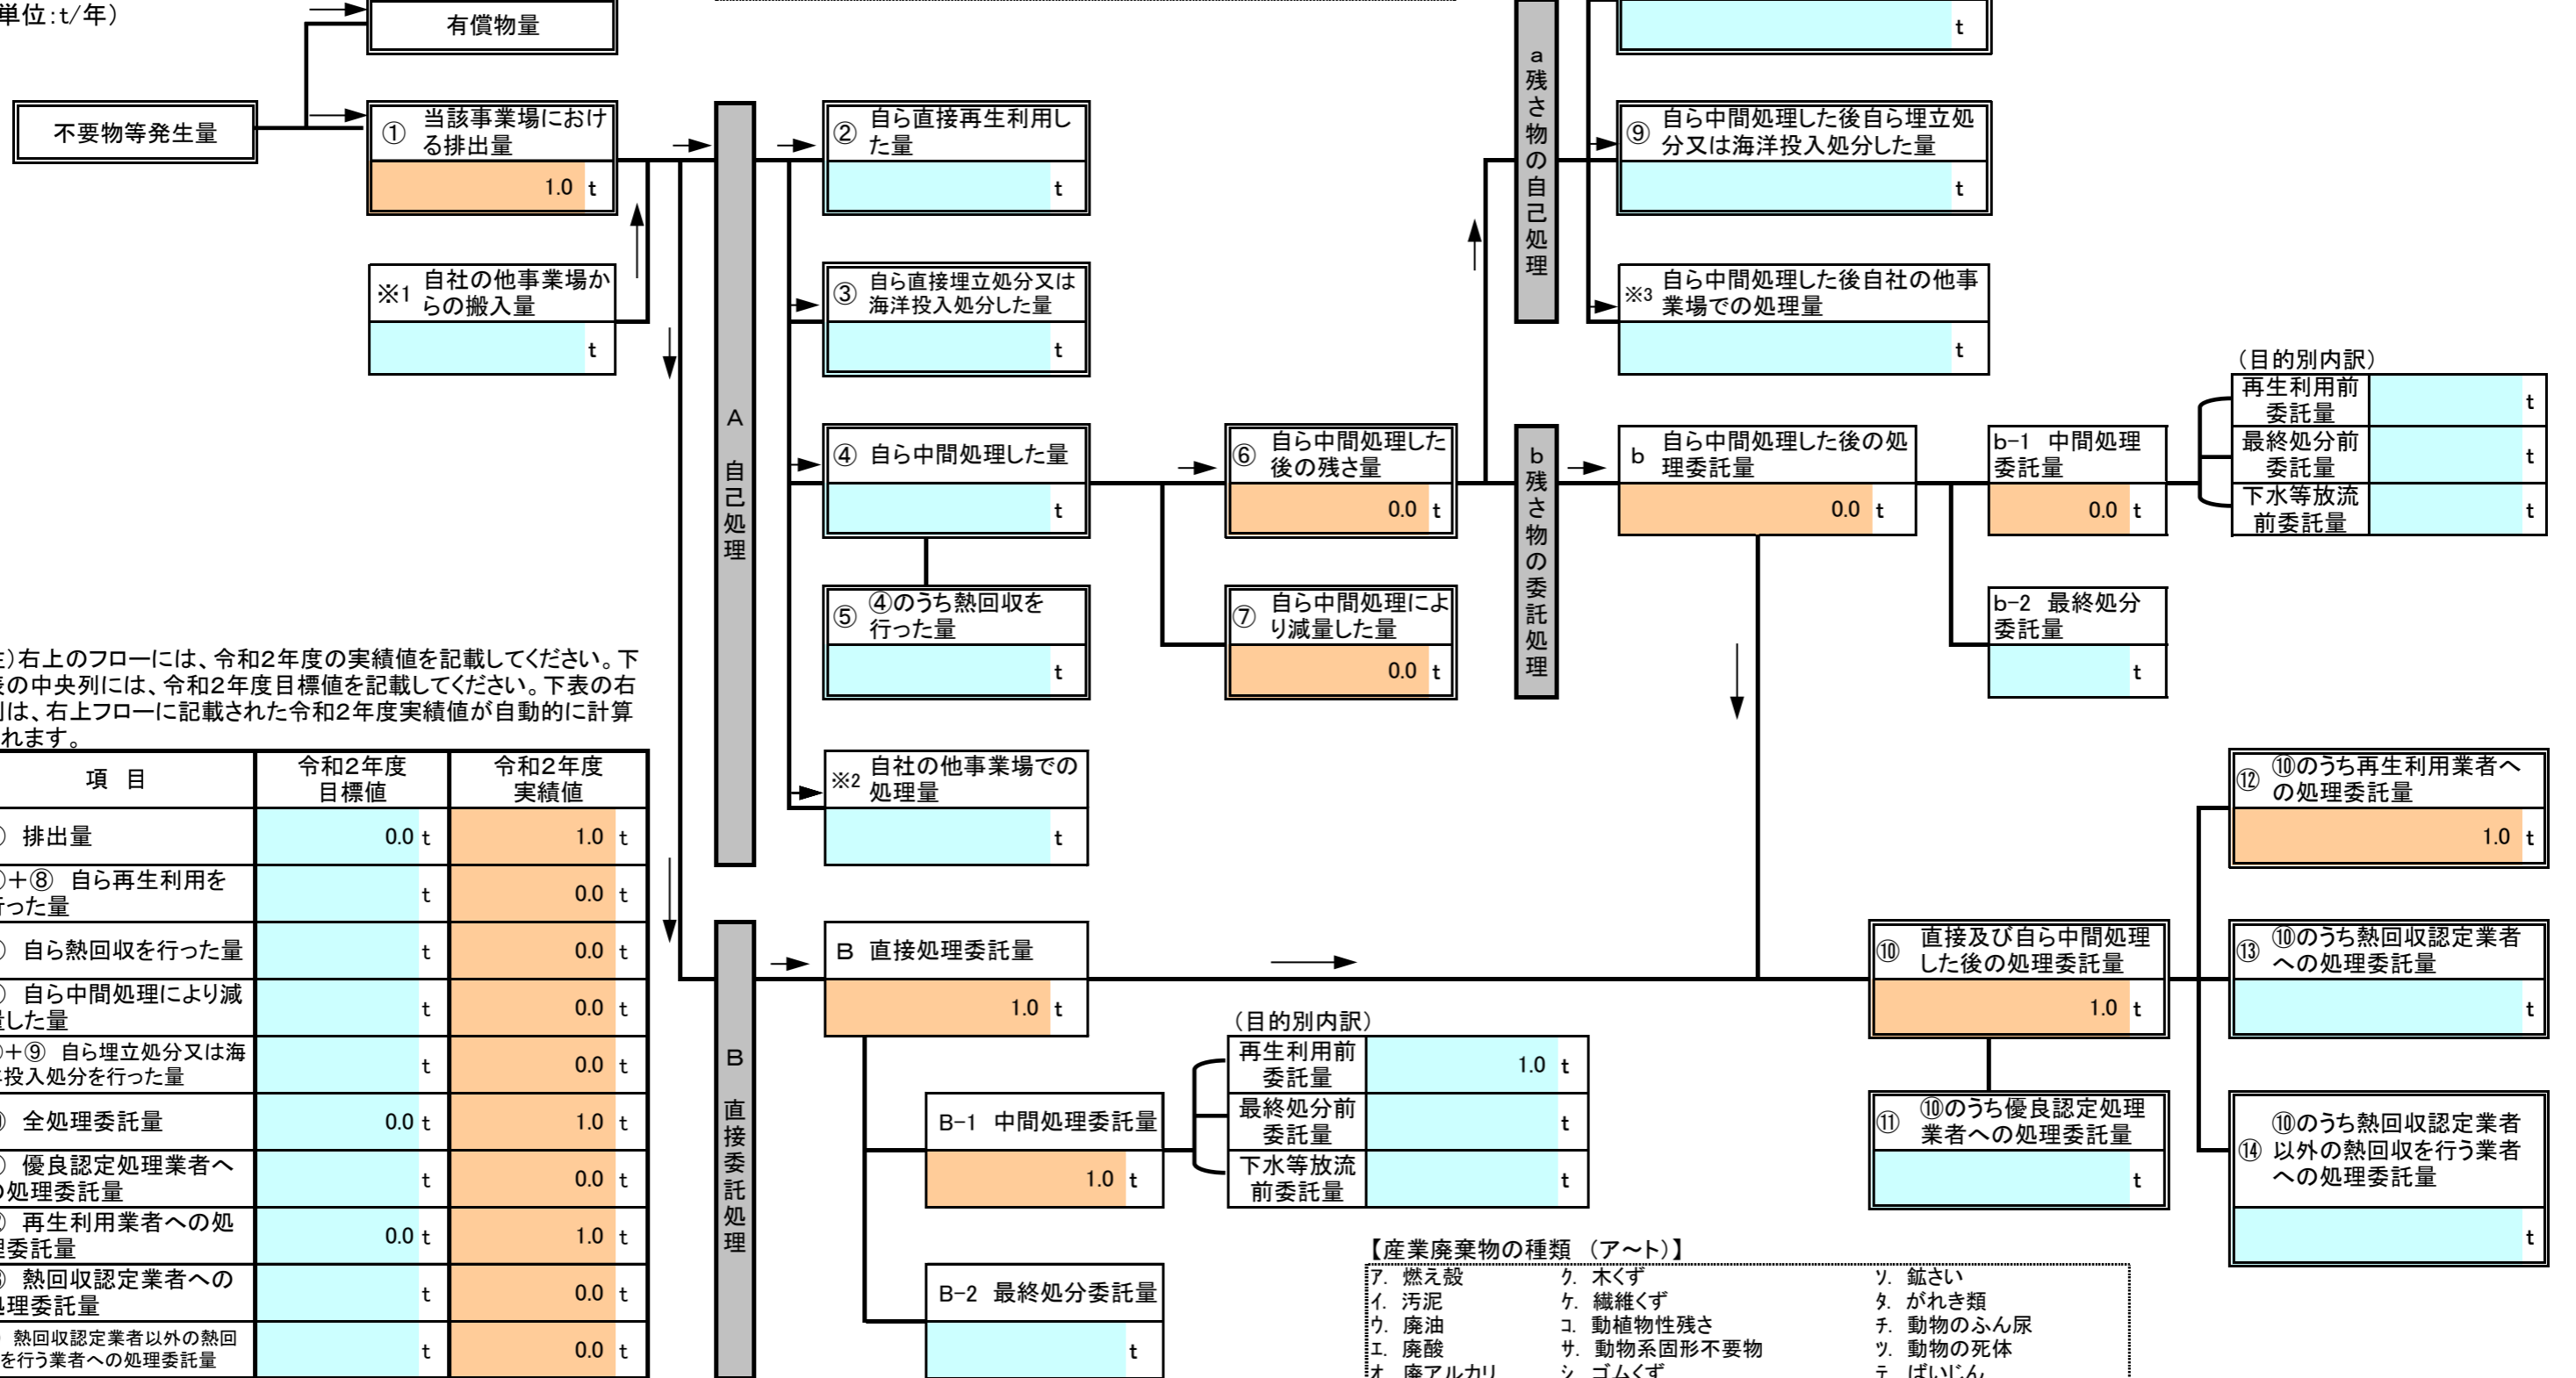 単位:t/年)
有償物量
t
不要物等発生量
① 当該事業場におけ
る排出量
1.0 t
※1 自社の他事業場か
らの搬入量
t
A 自己処理
② 自ら直接再生利用し
た量
t
③ 自ら直接埋立処分又は
海洋投入処分した量
t
④ 自ら中間処理した量
t
⑤ ④のうち熱回収を
行った量
t
※2 自社の他事業場での
処理量
t
⑥ 自ら中間処理した
後の残さ量
0.0 t
⑦ 自ら中間処理によ
り減量した量
0.0 t
a 残さ物の自己処理
⑨ 自ら中間処理した後自ら埋立処
分又は海洋投入処分した量
t
※3 自ら中間処理した後自社の他事
業場での処理量
t
b 残さ物の委託処理
b 自ら中間処理した後の処
理委託量
0.0 t
b-1 中間処理
委託量
0.0 t
b-2 最終処分
委託量
t
(目的別内訳)
再生利用前
委託量 t
最終処分前
委託量 t
下水等放流
前委託量 t
)右上のフローには、令和2年度の実績値を記載してください。下
表の中央列には、令和2年度目標値を記載してください。下表の右
列は、右上フローに記載された令和2年度実績値が自動的に計算
れます。
項 目 令和2年度
目標値 令和2年度
実績値
) 排出量 0.0 t 1.0 t
)+⑧ 自ら再生利用を
行った量 t 0.0 t
) 自ら熱回収を行った量 t 0.0 t
) 自ら中間処理により減
量した量 t 0.0 t
)+⑨ 自ら埋立処分又は海
洋投入処分を行った量 t 0.0 t
) 全処理委託量 0.0 t 1.0 t
) 優良認定処理業者へ
の処理委託量 t 0.0 t
) 再生利用業者への処
理委託量 0.0 t 1.0 t
) 熱回収認定業者への
処理委託量 t 0.0 t
熱回収認定業者以外の熱回
を行う業者への処理委託量 t 0.0 t
B 直接委託処理
B 直接処理委託量
1.0 t
B-1 中間処理委託量
1.0 t
B-2 最終処分委託量
t
(目的別内訳)
再生利用前
委託量 1.0 t
最終処分前
委託量 t
下水等放流
前委託量 t
⑩ 直接及び自ら中間処理
した後の処理委託量
1.0 t
⑪ ⑩のうち優良認定処理
業者への処理委託量
t
⑫ ⑩のうち再生利用業者へ
の処理委託量
1.0 t
⑬ ⑩のうち熱回収認定業者
への処理委託量
t
⑭ ⑩のうち熱回収認定業者
以外の熱回収を行う業者
への処理委託量
t
【産業廃棄物の種類 (ア~ト)】
ア. 燃え殻 ク. 木くず ソ. 鉱さい
イ. 汚泥 ケ. 繊維くず タ. がれき類
ウ. 廃油 コ. 動植物性残さ チ. 動物のふん尿
エ. 廃酸 サ. 動物系固形不要物 ツ. 動物の死体
オ. 廃アルカリ シ. ゴムくず テ. ばいじん